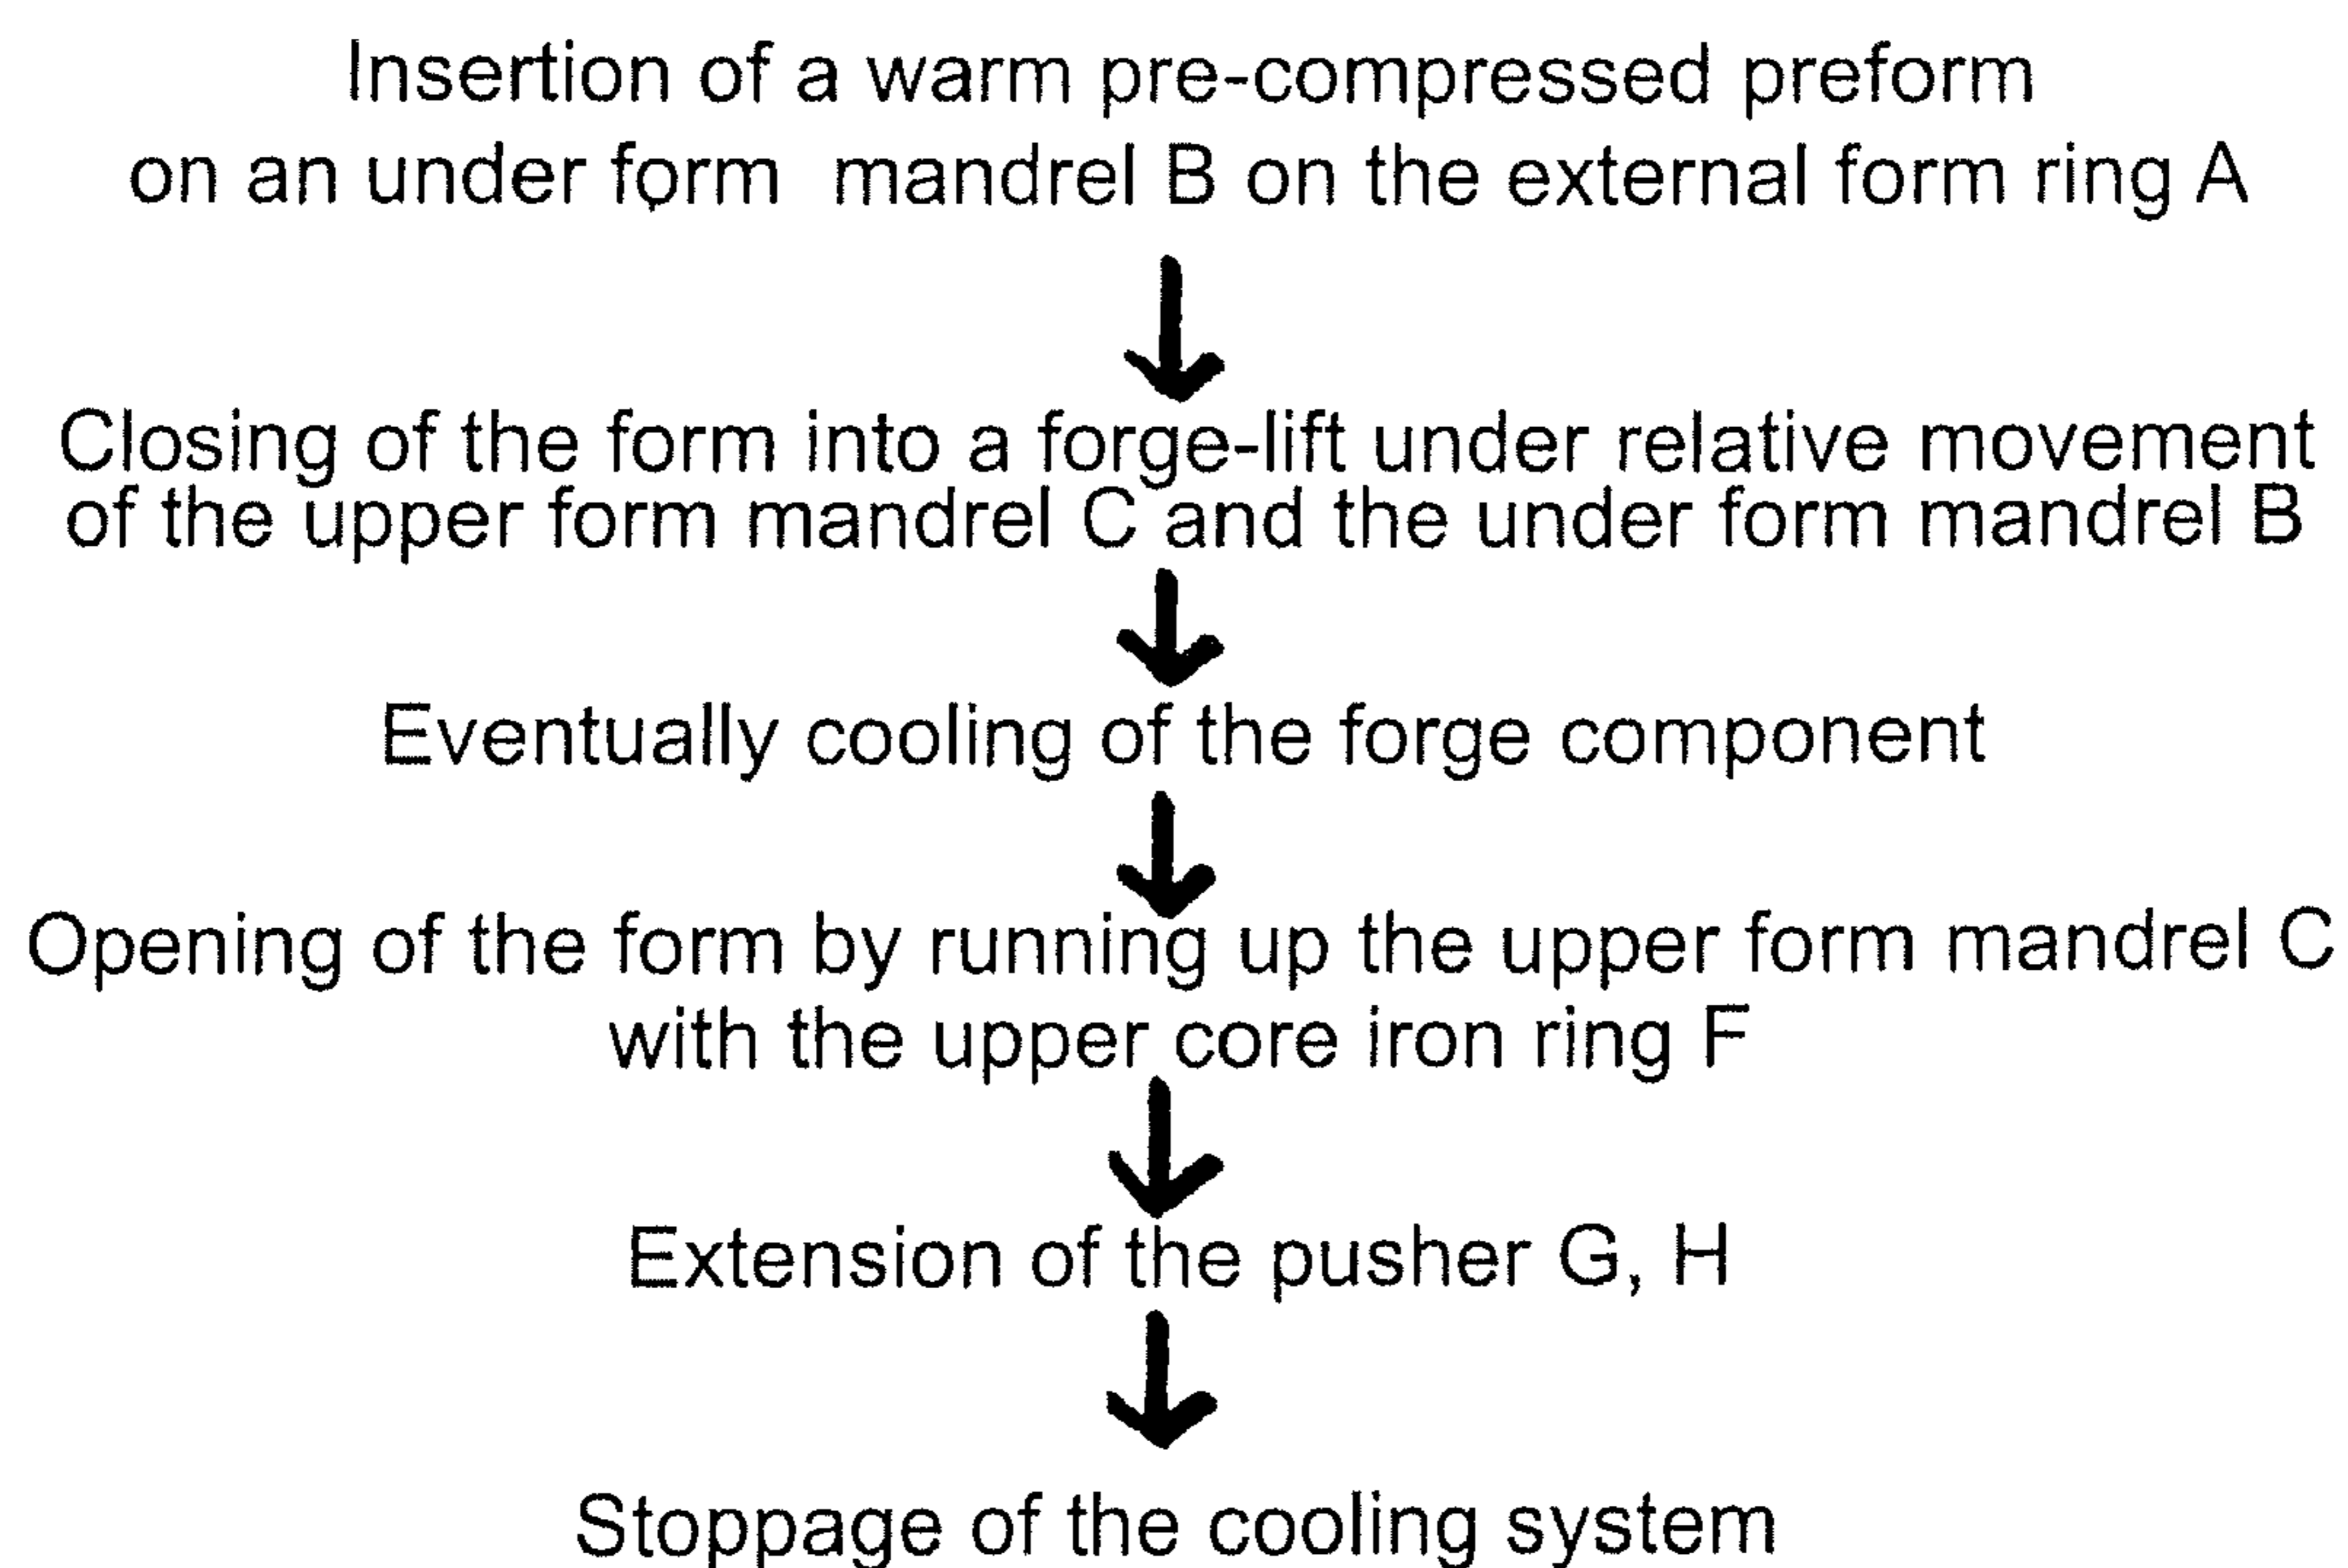 Insertion of a warm pre-compressed preform
on an under form mandrel B on the external form ring A
Closing of the form into a forge-lift under relative movement
of the upper form mandrel C and the under form mandrel B
Eventually cooling of the forge component
Opening of the form by running up the upper form mandrel C
with the upper core iron ring F
Extension of the pusher G, H
Stoppage of the cooling system